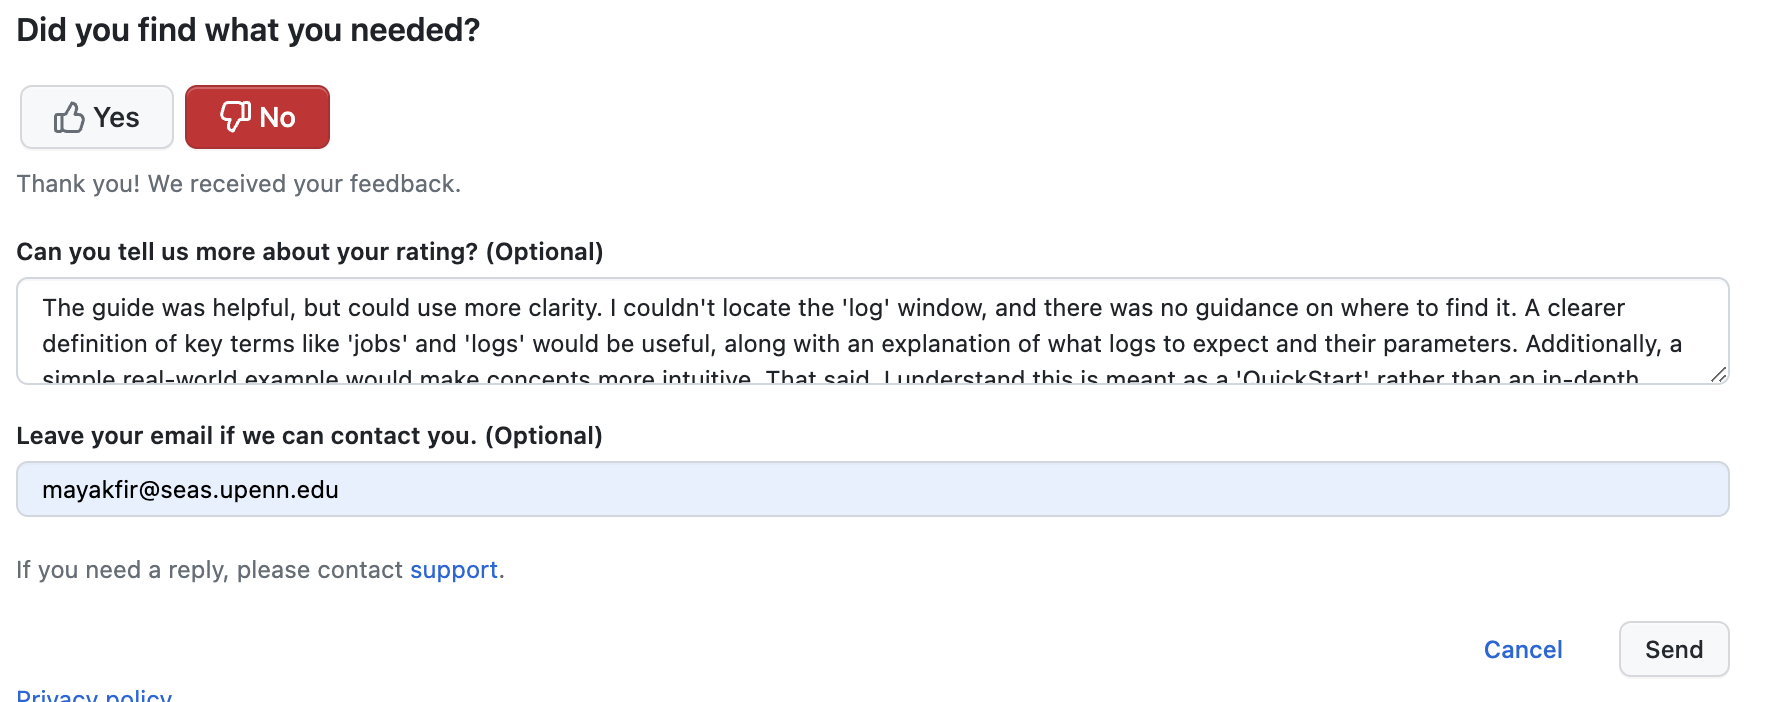 Did you find what you needed?
Yes
No
Thank you! We received your feedback.
Can you tell us more about your rating? (Optional)
The guide was helpful, but could use more clarity. I couldn't locate the 'log' window, and there was no guidance on where to find it. A clearer
definition of key terms like 'jobs' and 'logs' would be useful, along with an explanation of what logs to expect and their parameters. Additionally, a
simple real-world example would make concepts more intuitive. That said, I understand this is meant as a 'QuickStart' rather than an in-depth
Leave your email if we can contact you. (Optional)
mayakfir@seas.upenn.edu
If you need a reply, please contact support.
Cancel
Send
Privacy policy